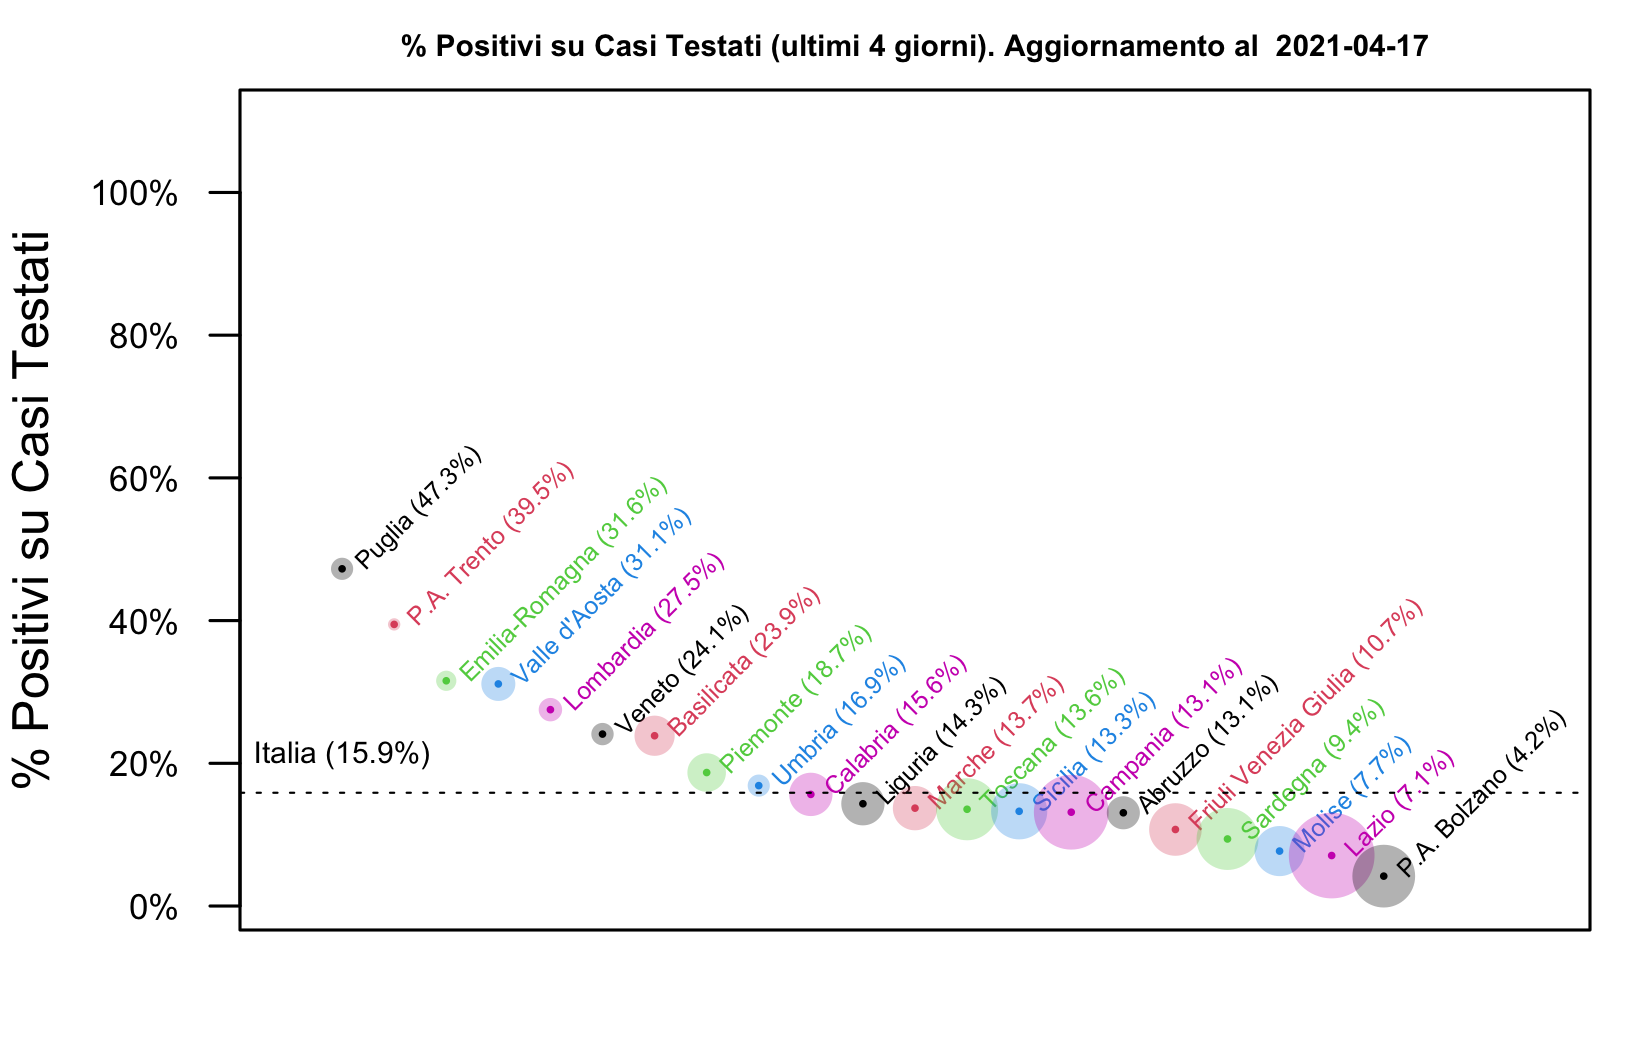 % Positivi su Casi Testati (ultimi 4 giorni). Aggiornamento al  2021-04-17
% Positivi su Casi Testati
100%
80%
60%
40%
20%
0%
Italia (15.9%)
Puglia (47.3%)
P.A. Trento (39.5%)
Emilia-Romagna (31.6%)
Valle d'Aosta (31.1%)
Lombardia (27.5%)
Veneto (24.1%)
Basilicata (23.9%)
Piemonte (18.7%)
Umbria (16.9%)
Calabria (15.6%)
Liguria (14.3%)
Marche (13.7%)
Toscana (13.6%)
Sicilia (13.3%)
Campania (13.1%)
Abruzzo (13.1%)
Friuli Venezia Giulia (10.7%)
Sardegna (9.4%)
Molise (7.7%)
Lazio (7.1%)
P.A. Bolzano (4.2%)